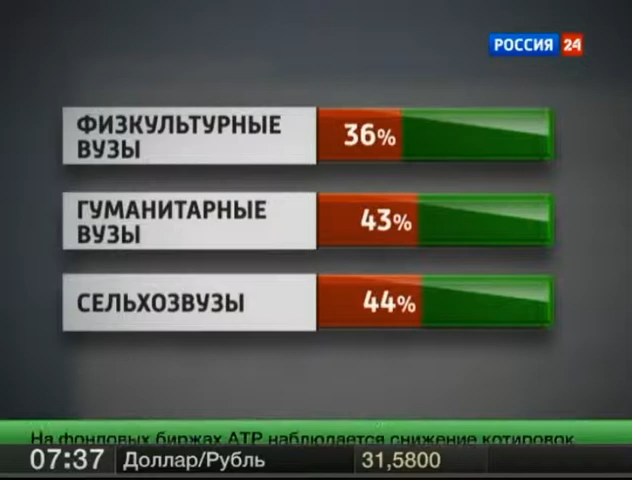 РОССИЯ 24
ФИЗКУЛЬТУРНЫЕ
ВУЗЫ
36%
ГУМАНИТАРНЫЕ
ВУЗЫ
43%
СЕЛЬХОЗВУЗЫ
44%
На фондовых биржах АТР наблюдается снижение котировок
07:37 Доллар/Рубль 31,5800